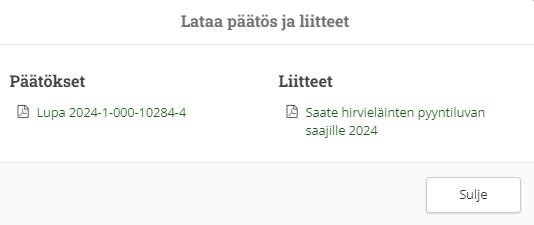 Lataa päätös ja liitteet
Päätökset
Lupa 2024-1-000-10284-4
Liitteet
Saate hirvieläinten pyyntiluvan
saajille 2024
Sulje